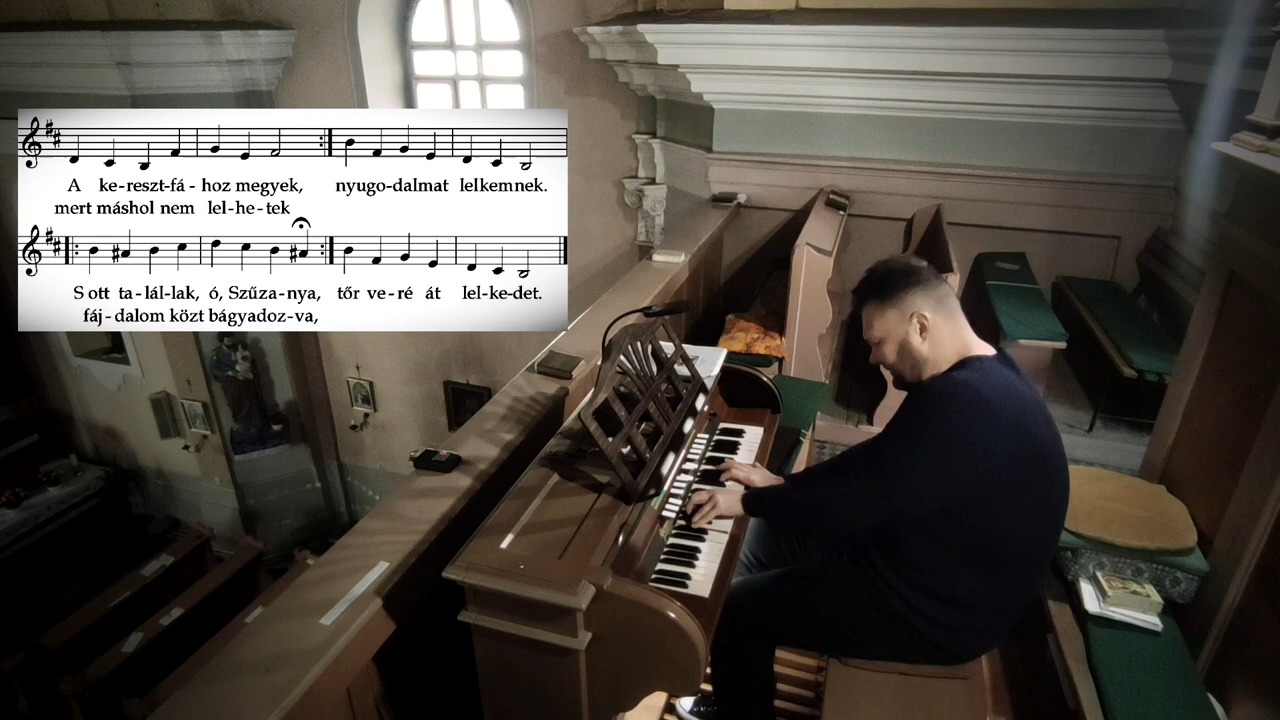 A ke-reszt-fá-hoz megyek, nyugo-dalmat lelkemnek.
mert máshol nem lel-he-tek
Sott ta-lál-lak, ó, Szűza-nya, tőr ve-ré át lel-ke-det.
fáj-dalom közt bágyadoz-va,